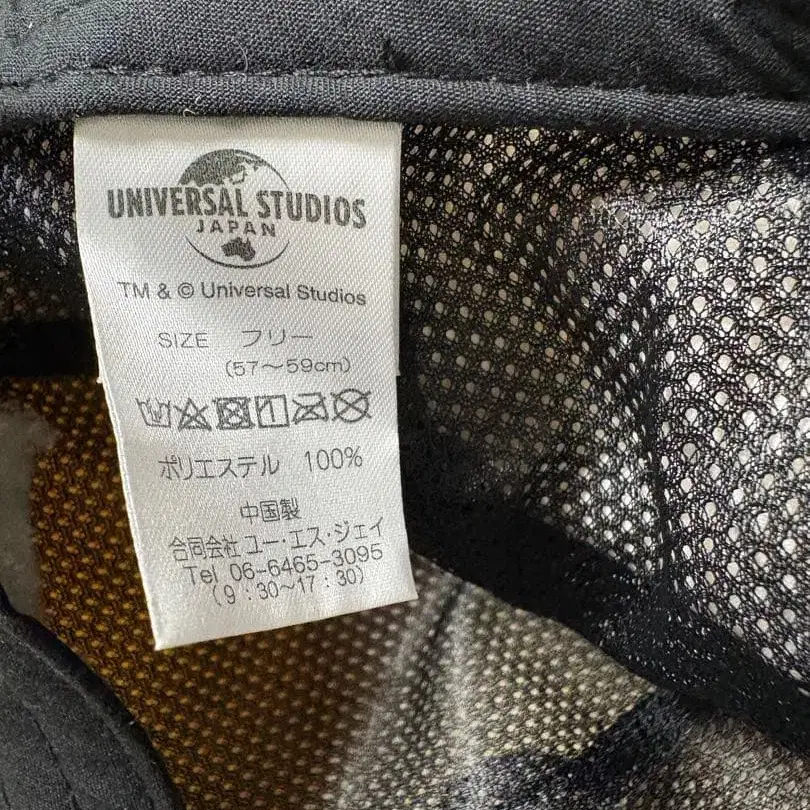 UNIVERSAL STUDIOS
JAPAN
TM & © Universal Studios
SIZE フリー
(57〜59cm)
ポリエステル 100%
中国製
合同会社 ユー・エス・ジェイ
Tel 06-6465-3095
(9:30〜17:30)